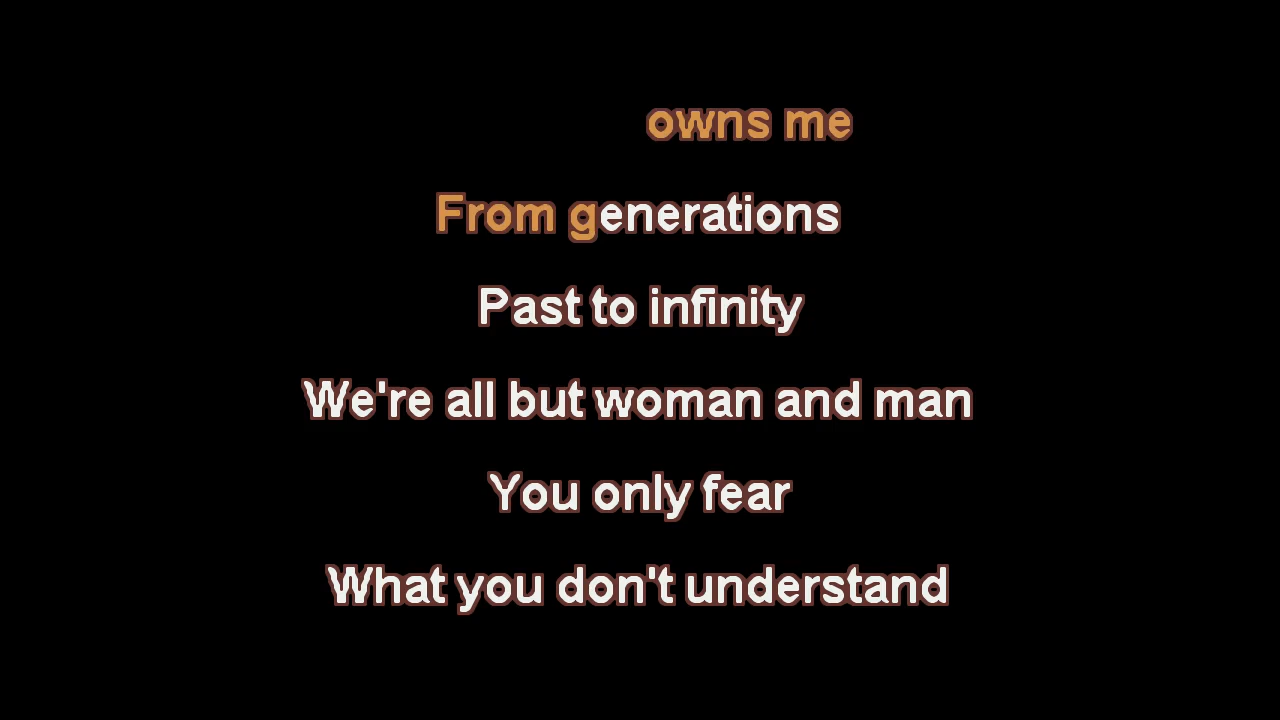 owns me
From generations
Past to infinity
We're all but woman and man
You only fear
What you don't understand